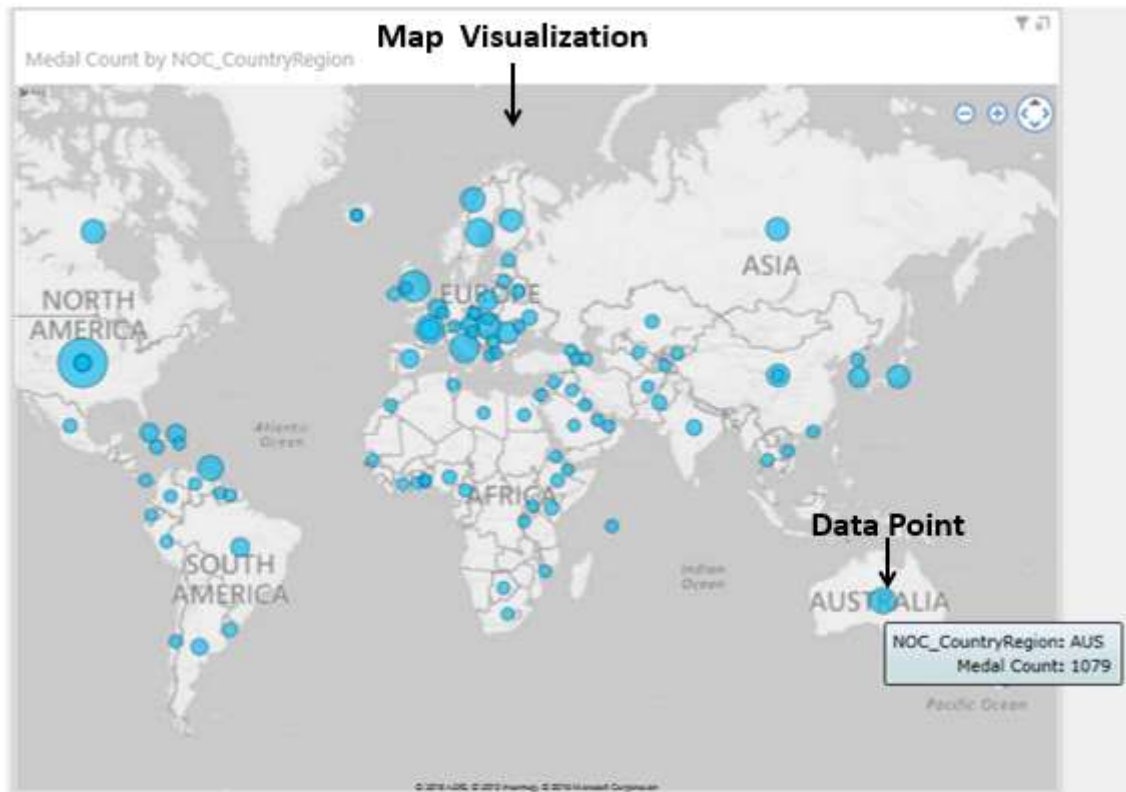 Map Visualization
Medal Count by NOC_CountryRegion
ASIA
EUROPE
NORTH
AMERICA
Atlantic
Ocean
AFRICA
Data Point
SOUTH
AMERICA
Indian
Ocean
AUSTRALIA
NOC_CountryRegion: AUS
Medal Count: 1079
Pacific Ocean